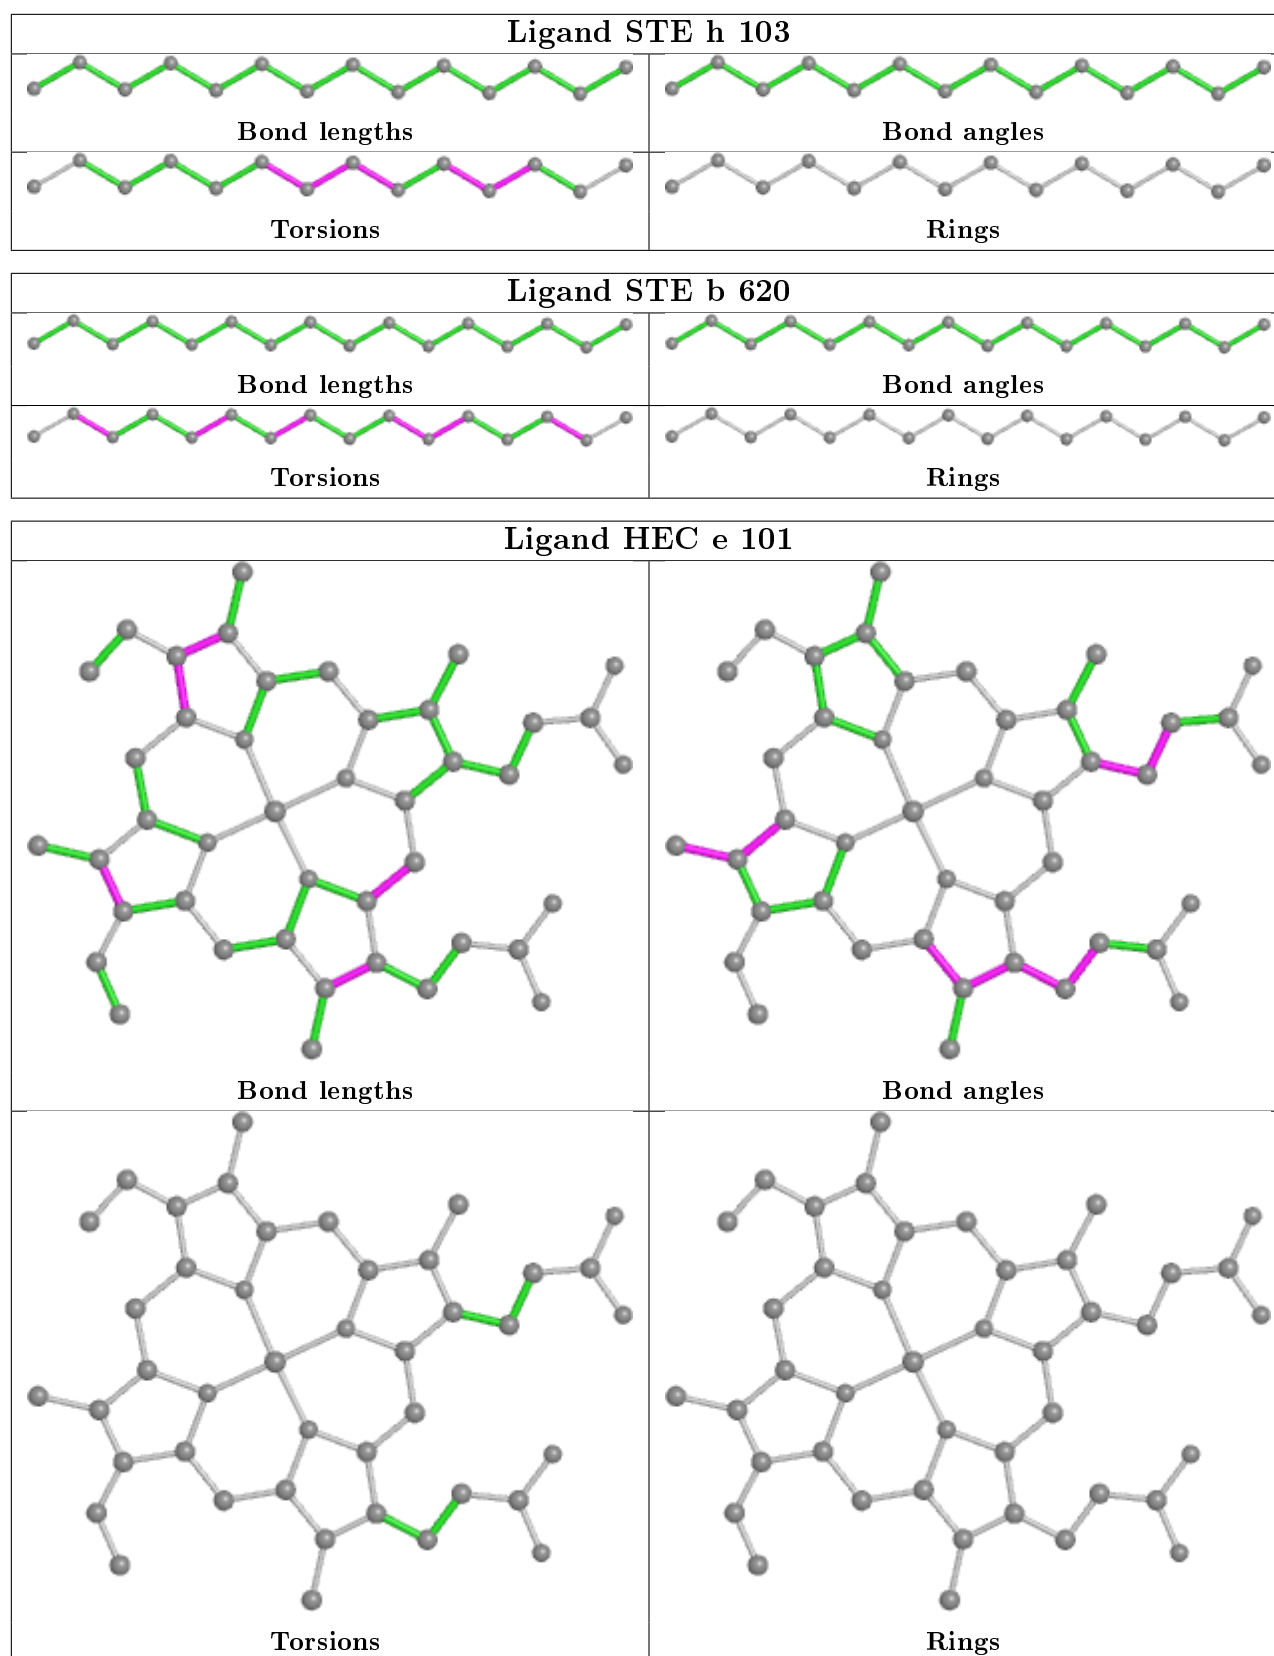 Ligand STE h 103
Bond lengths
Bond angles
Torsions
Rings
Ligand STE b 620
Bond lengths
Bond angles
Torsions
Rings
Ligand HEC e 101
Bond lengths
Bond angles
Torsions
Rings